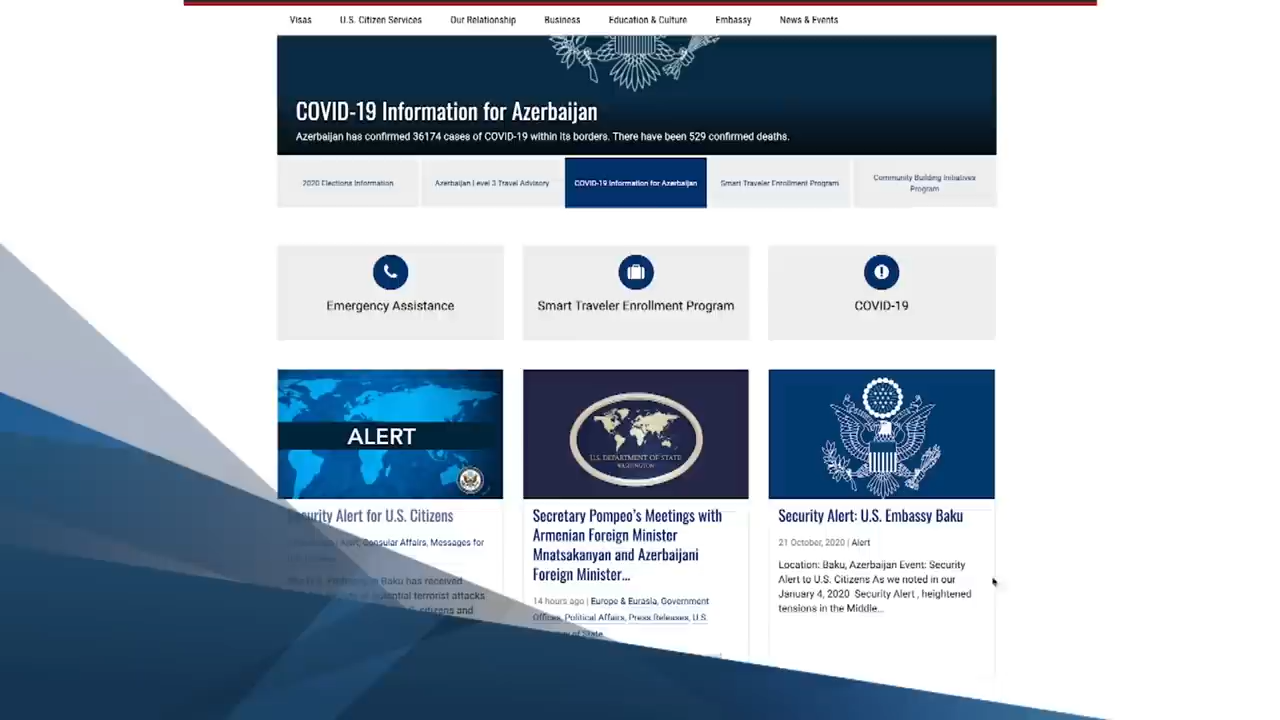 Visas U.S. Citizen Services Our Relationship Business Education & Culture Embassy News & Events
COVID-19 Information for Azerbaijan
Azerbaijan has confirmed 36174 cases of COVID-19 within its borders. There have been 529 confirmed deaths.
2020 Elections Information
Azerbaijan Level 3 Travel Advisory
COVID-19 Information for Azerbaijan
Smart Traveler Enrollment Program
Community Building Initiatives
Program
Emergency Assistance
Smart Traveler Enrollment Program
COVID-19
ALERT
Security Alert for U.S. Citizens
Alert, Consular Affairs, Messages for
Baku has received
potential terrorist attacks
citizens and
U.S. DEPARTMENT OF STATE
WASHINGTON
Secretary Pompeo's Meetings with
Armenian Foreign Minister
Mnatsakanyan and Azerbaijani
Foreign Minister...
14 hours ago | Europe & Eurasia, Government
Offices, Political Affairs, Press Releases, U.S.
of State
Security Alert: U.S. Embassy Baku
21 October, 2020 | Alert
Location: Baku, Azerbaijan Event: Security
Alert to U.S. Citizens As we noted in our
January 4, 2020 Security Alert, heightened
tensions in the Middle...